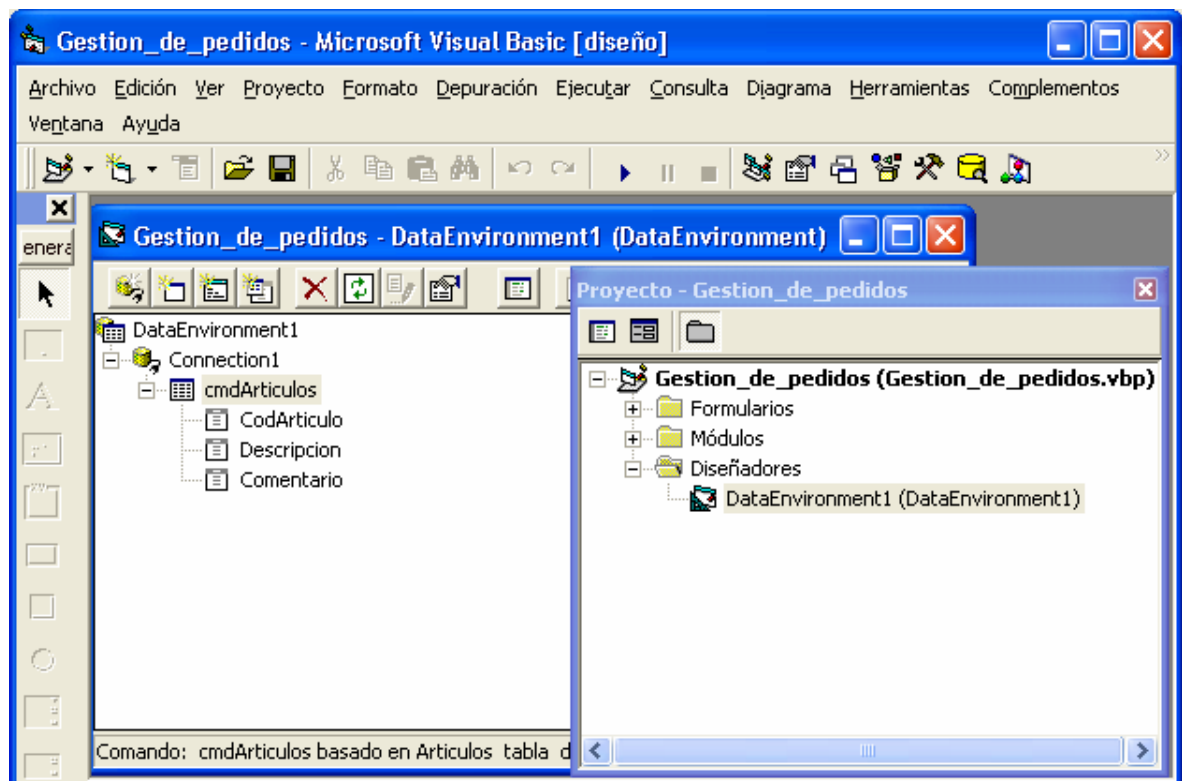 Gestion_de_pedidos - Microsoft Visual Basic [diseño]
Archivo Edición Ver Proyecto Formato Depuración Ejecutar Consulta Diagrama Herramientas Complementos
Ventana Ayuda
enera
Gestion_de_pedidos - DataEnvironment1 (DataEnvironment)
DataEnvironment1
Connection1
cmdArticulos
CodArticulo
Descripcion
Comentario
Comando: cmdArticulos basado en Articulos tabla d
Proyecto - Gestion_de_pedidos
Gestion_de_pedidos (Gestion_de_pedidos.vbp)
Formularios
Módulos
Diseñadores
DataEnvironment1 (DataEnvironment1)